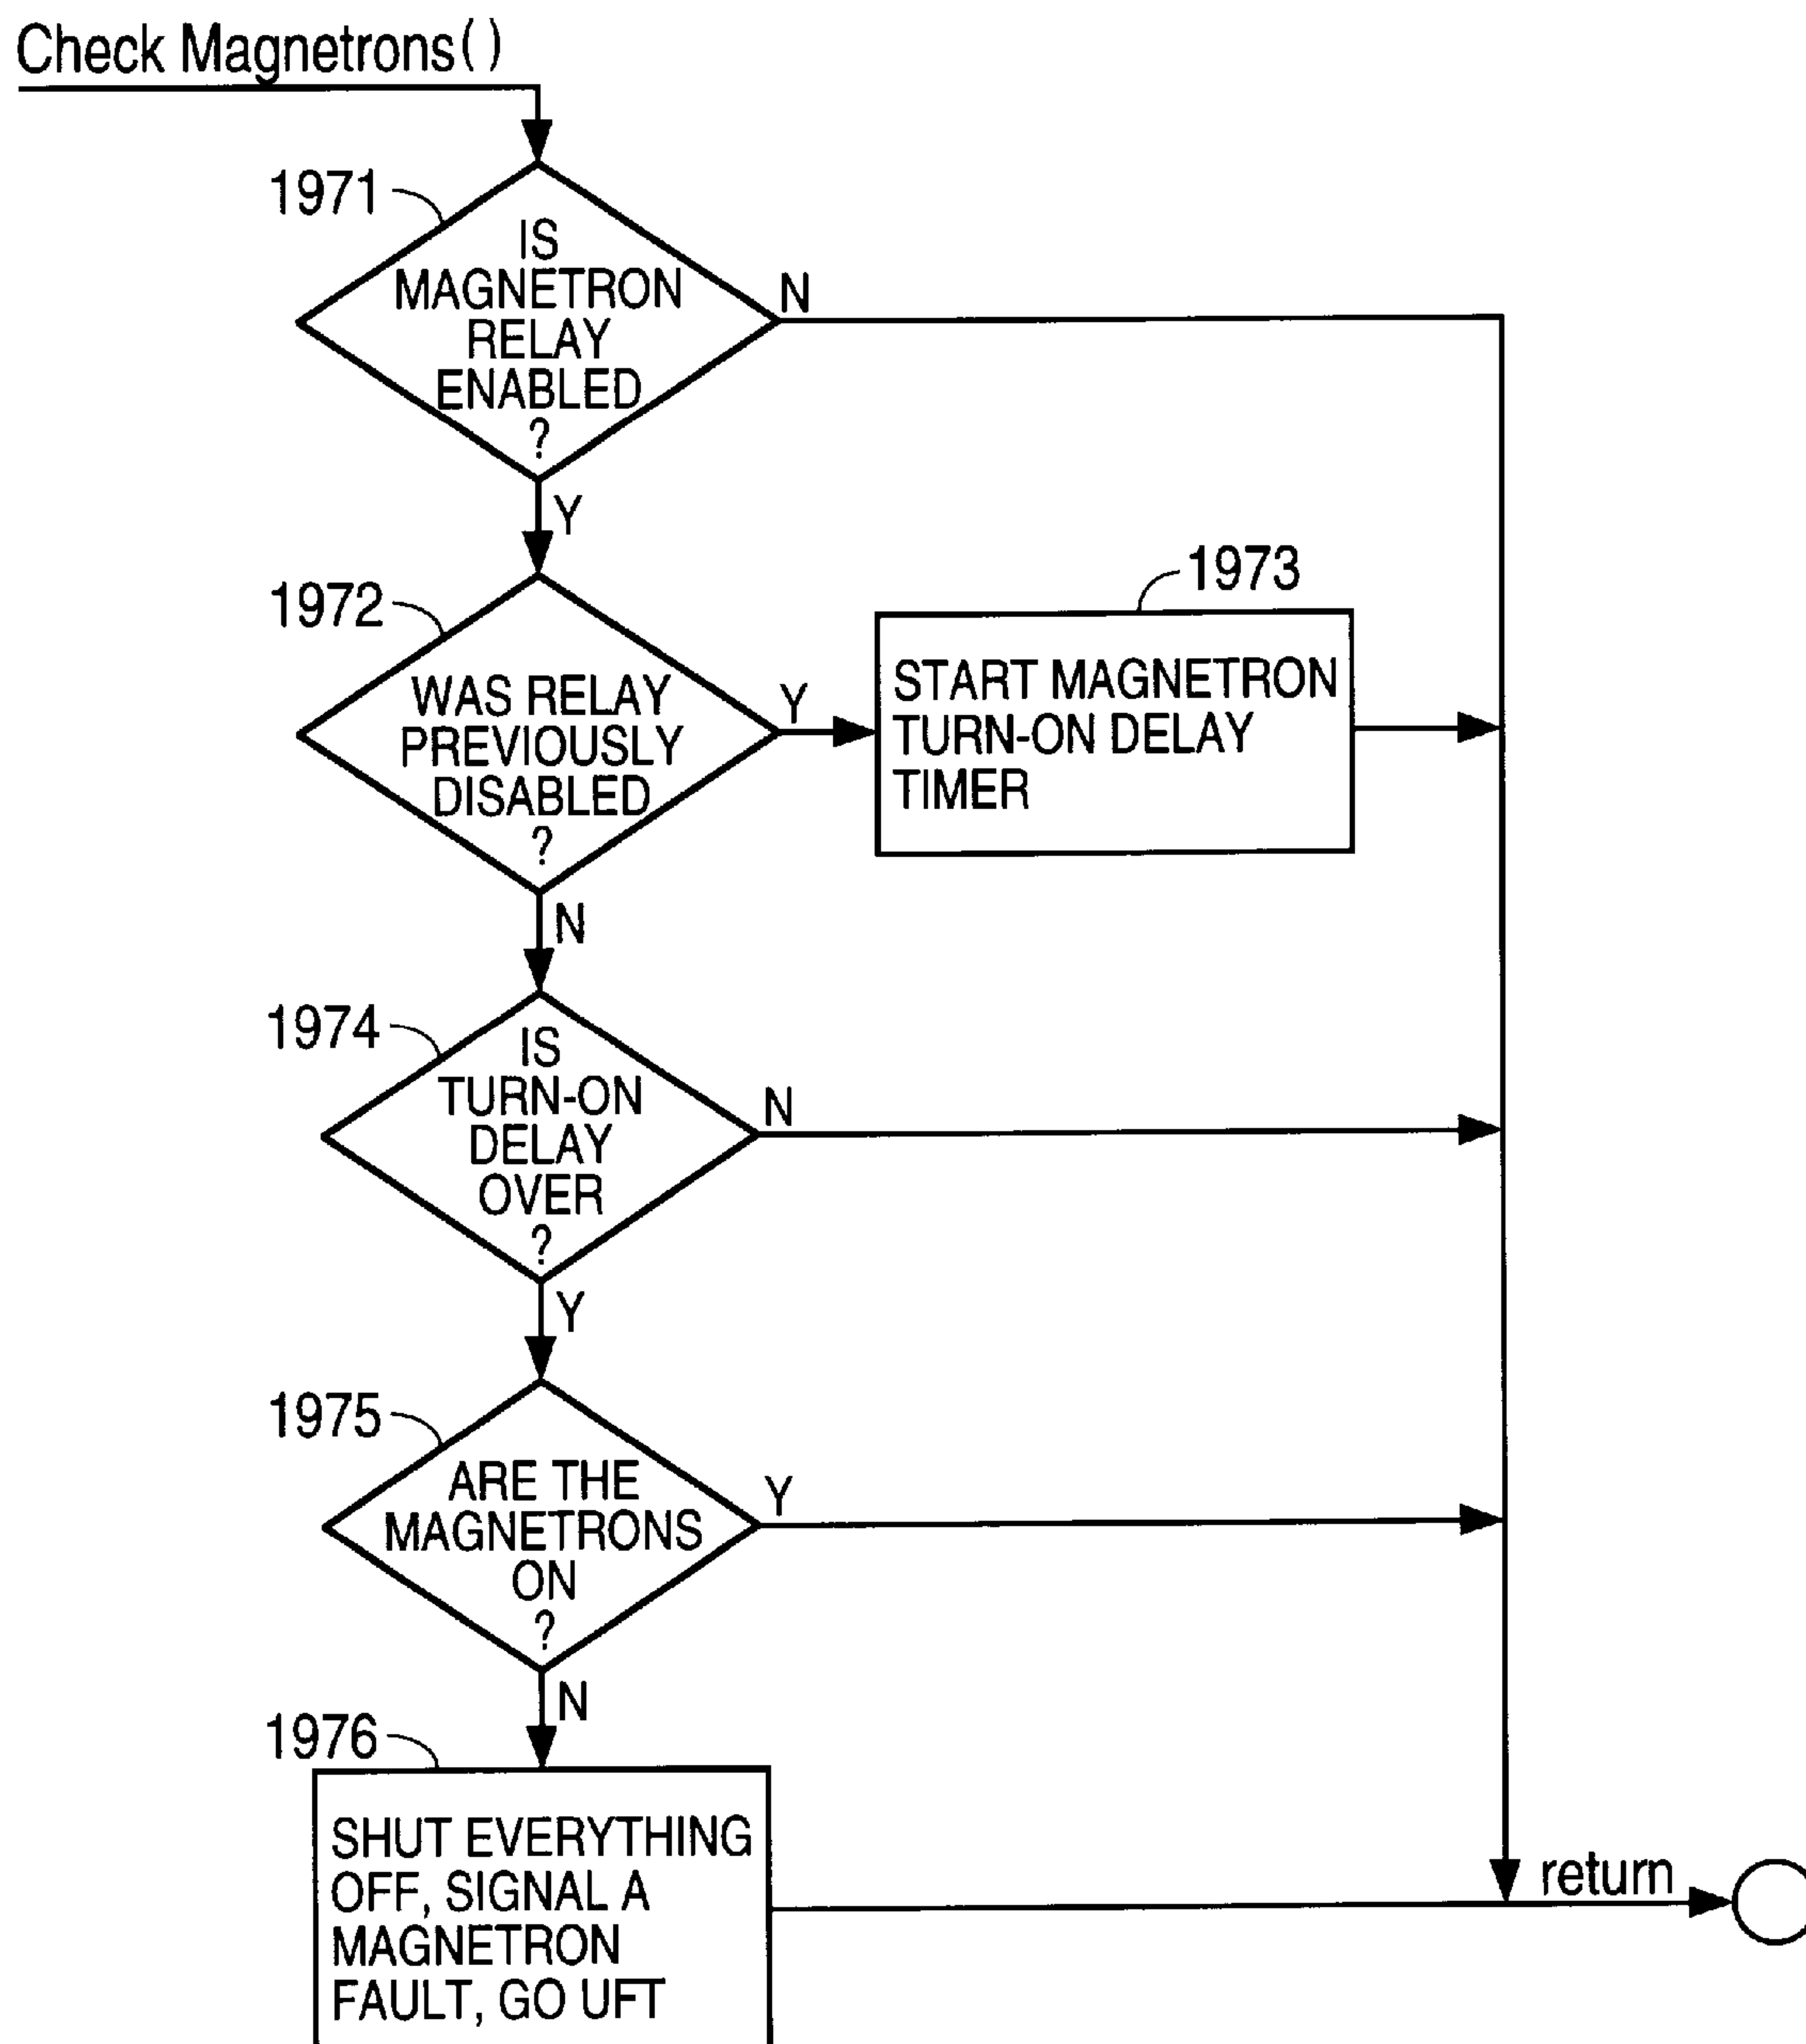 Check Magnetrons( )
1971
IS
MAGNETRON
RELAY
ENABLED
?
N
Y
1972
WAS RELAY
PREVIOUSLY
DISABLED
?
Y
1973
START MAGNETRON
TURN-ON DELAY
TIMER
N
1974
IS
TURN-ON
DELAY
OVER
?
N
Y
1975
ARE THE
MAGNETRONS
ON
?
Y
N
1976
SHUT EVERYTHING
OFF, SIGNAL A
MAGNETRON
FAULT, GO UFT
return